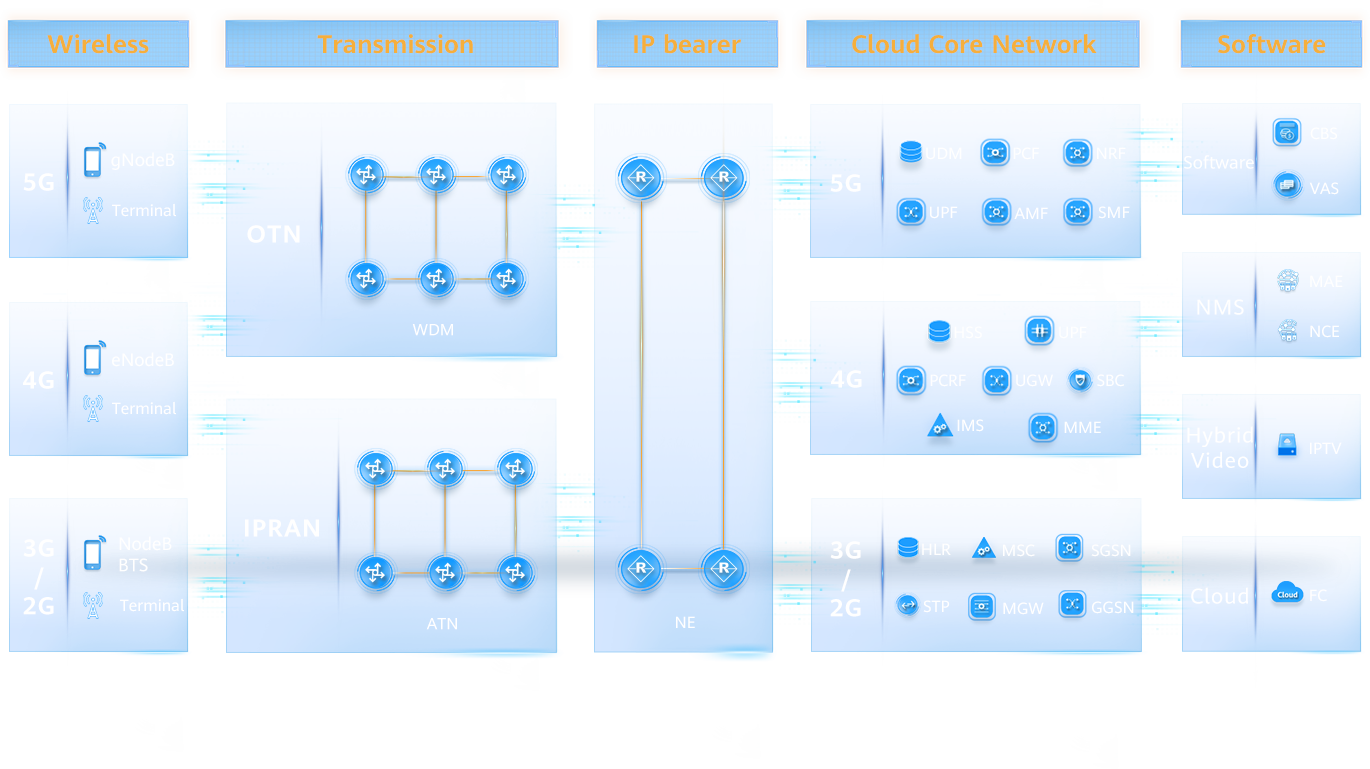 Wireless
Transmission
IP bearer
Cloud Core Network
Software
5G
gNodeB
Terminal
4G
eNodeB
Terminal
3G
/
2G
NodeB
BTS
Terminal
OTN
WDM
IPRAN
ATN
R
R
R
R
NE
5G
UDM
PCF
NRF
UPF
AMF
SMF
4G
HSS
UPF
PCRF
UGW
SBC
IMS
MME
3G
/
2G
HLR
MSC
SGSN
STP
MGW
GGSN
Software
CBS
VAS
NMS
MAE
NCE
Hybrid
Video
IPTV
Cloud
Cloud
FC